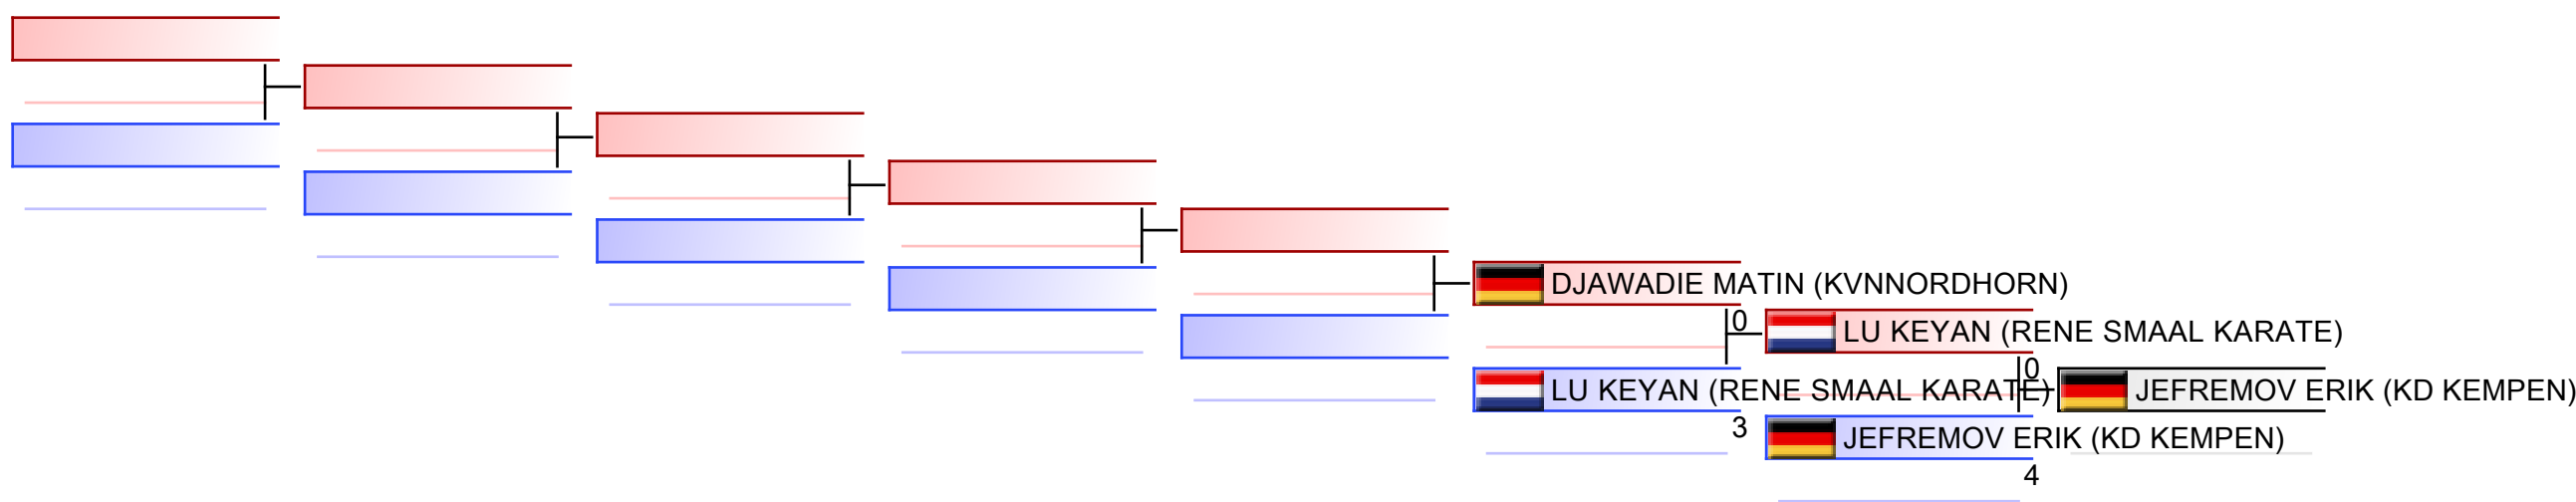 DJAWADIE MATIN (KVNNORDHORN)
0
LU KEYAN (RENE SMAAL KARATE)
3
LU KEYAN (RENE SMAAL KARATE)
0
JEFREMOV ERIK (KD KEMPEN)
4
JEFREMOV ERIK (KD KEMPEN)